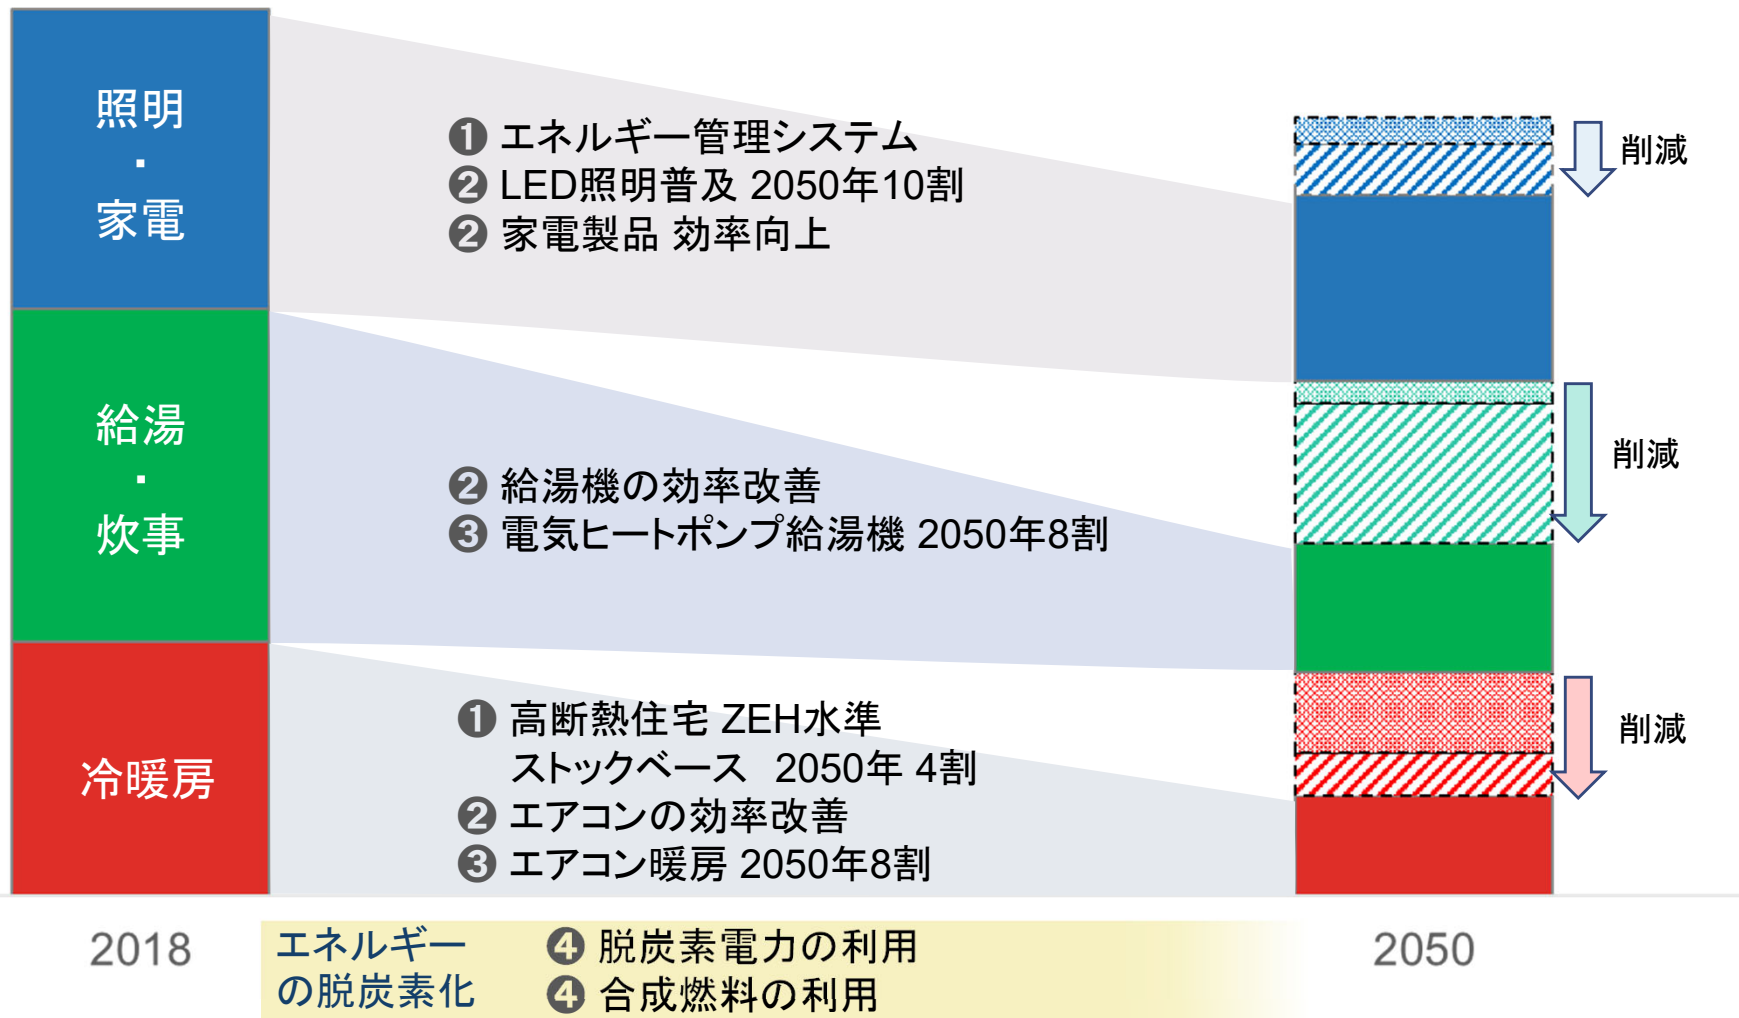 照明
・
家電
❶ エネルギー管理システム
❷ LED照明普及 2050年10割
❷ 家電製品 効率向上
削減
給湯
・
炊事
❷ 給湯機の効率改善
❸ 電気ヒートポンプ給湯機 2050年8割
削減
冷暖房
❶ 高断熱住宅 ZEH水準
ストックベース 2050年 4割
❷ エアコンの効率改善
❸ エアコン暖房 2050年8割
削減
2018
エネルギー
の脱炭素化
❹ 脱炭素電力の利用
❹ 合成燃料の利用
2050